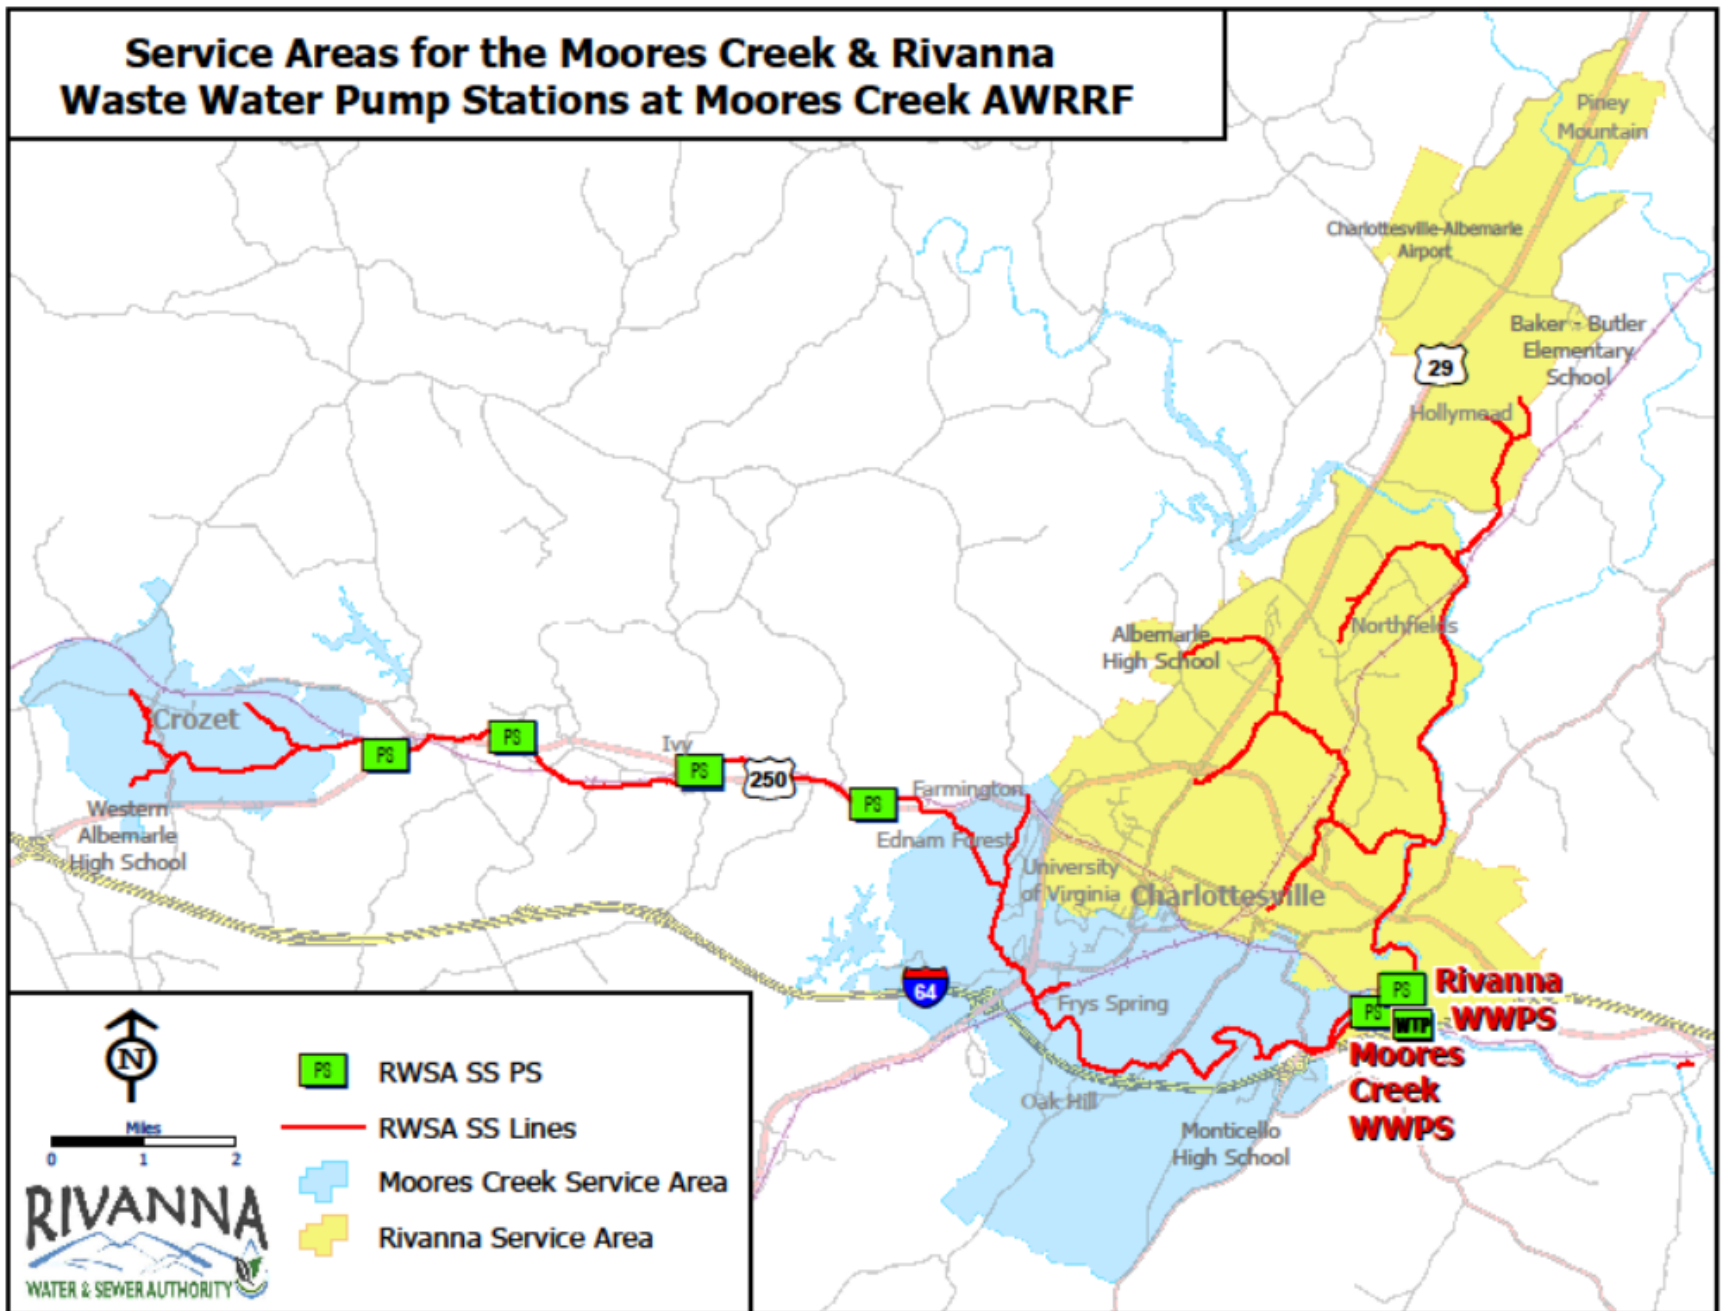 Service Areas for the Moores Creek & Rivanna
Waste Water Pump Stations at Moores Creek AWRRF
Piney
Mountain
Charlottesville-Albemarle
Airport
Baker - Butler
Elementary
School
29
Hollymead
Northfields
Albemarle
High School
Crozet
PS
PS
Ivy
PS
250
PS
Farmington
Ednam Forest
Western
Albemarle
High School
University
of Virginia
Charlottesville
64
Frys Spring
PS
PS
WTP
Rivanna
WWPS
Moores
Creek
WWPS
Oak Hill
Monticello
High School
N
Miles
0 1 2
PS RWSA SS PS
RWSA SS Lines
Moores Creek Service Area
Rivanna Service Area
RIVANNA
WATER & SEWER AUTHORITY